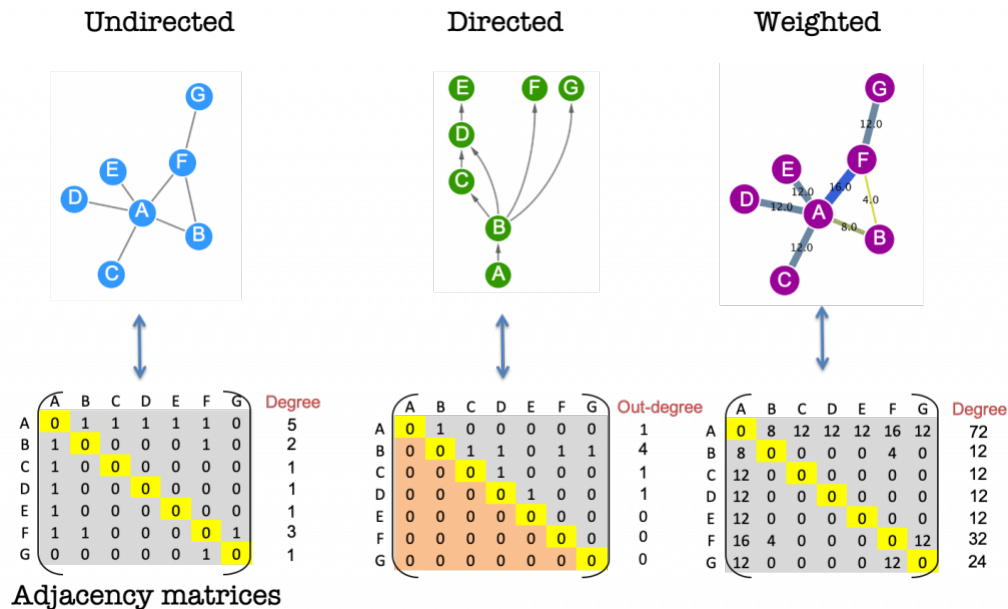 Undirected Directed Weighted
G
F
E
D
A
B
C
E F G
D
C
B
A
G
12.0
F
E
16.0
12.0
4.0
D
12.0
A
8.0
B
12.0
C
A B C D E F G Degree
A 0 1 1 1 1 1 0 5
B 1 0 0 0 0 1 0 2
C 1 0 0 0 0 0 0 1
D 1 0 0 0 0 0 0 1
E 1 0 0 0 0 0 0 1
F 1 1 0 0 0 0 1 3
G 0 0 0 0 0 1 0 1
A B C D E F G Out-degree
A 0 1 0 0 0 0 0 1
B 0 0 1 1 0 1 1 4
C 0 0 0 1 0 0 0 1
D 0 0 0 0 1 0 0 1
E 0 0 0 0 0 0 0 0
F 0 0 0 0 0 0 0 0
G 0 0 0 0 0 0 0 0
A B C D E F G Degree
A 0 8 12 12 12 16 12 72
B 8 0 0 0 0 4 0 12
C 12 0 0 0 0 0 0 12
D 12 0 0 0 0 0 0 12
E 12 0 0 0 0 0 0 12
F 16 4 0 0 0 0 12 32
G 12 0 0 0 0 12 0 24
Adjacency matrices